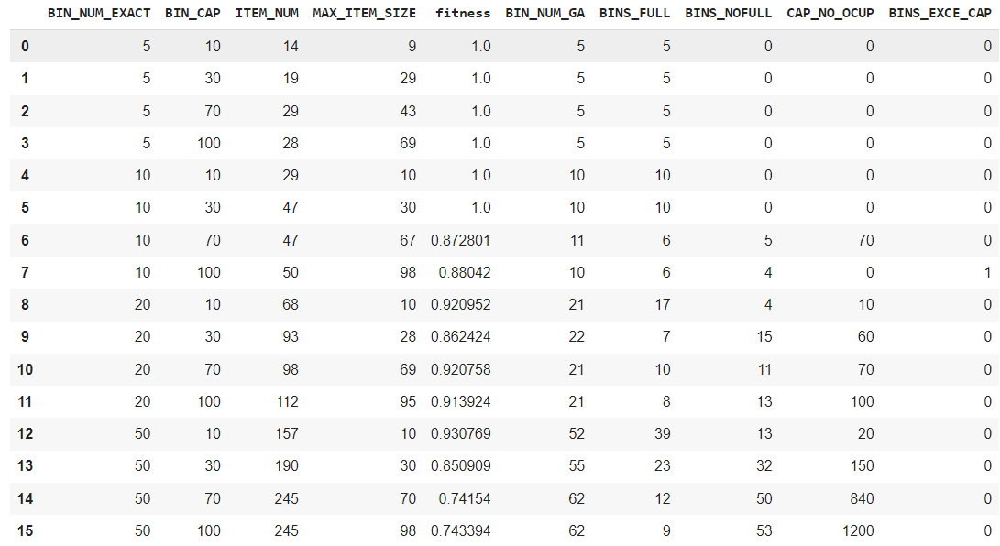 BIN_NUM_EXACT BIN_CAP ITEM_NUM MAX_ITEM_SIZE fitness BIN_NUM_GA BINS_FULL BINS_NOFULL CAP_NO_OCUP BINS_EXCE_CAP
0 5 10 14 9 1.0 5 5 0 0 0
1 5 30 19 29 1.0 5 5 0 0 0
2 5 70 29 43 1.0 5 5 0 0 0
3 5 100 28 69 1.0 5 5 0 0 0
4 10 10 29 10 1.0 10 10 0 0 0
5 10 30 47 30 1.0 10 10 0 0 0
6 10 70 47 67 0.872801 11 6 5 70 0
7 10 100 50 98 0.88042 10 6 4 0 1
8 20 10 68 10 0.920952 21 17 4 10 0
9 20 30 93 28 0.862424 22 7 15 60 0
10 20 70 98 69 0.920758 21 10 11 70 0
11 20 100 112 95 0.913924 21 8 13 100 0
12 50 10 157 10 0.930769 52 39 13 20 0
13 50 30 190 30 0.850909 55 23 32 150 0
14 50 70 245 70 0.74154 62 12 50 840 0
15 50 100 245 98 0.743394 62 9 53 1200 0